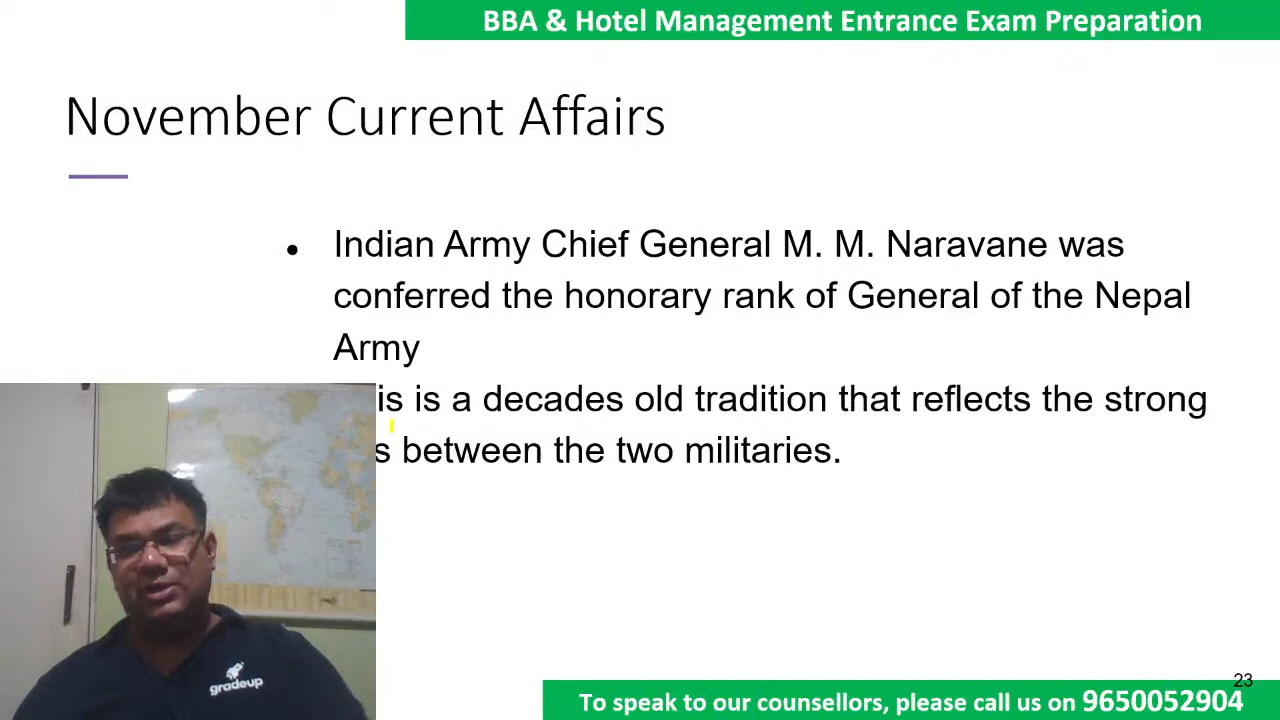 BBA & Hotel Management Entrance Exam Preparation
November Current Affairs
• Indian Army Chief General M. M. Naravane was
conferred the honorary rank of General of the Nepal
Army
is is a decades old tradition that reflects the strong
s between the two militaries.
gradeup
23
To speak to our counsellors, please call us on 9650052904